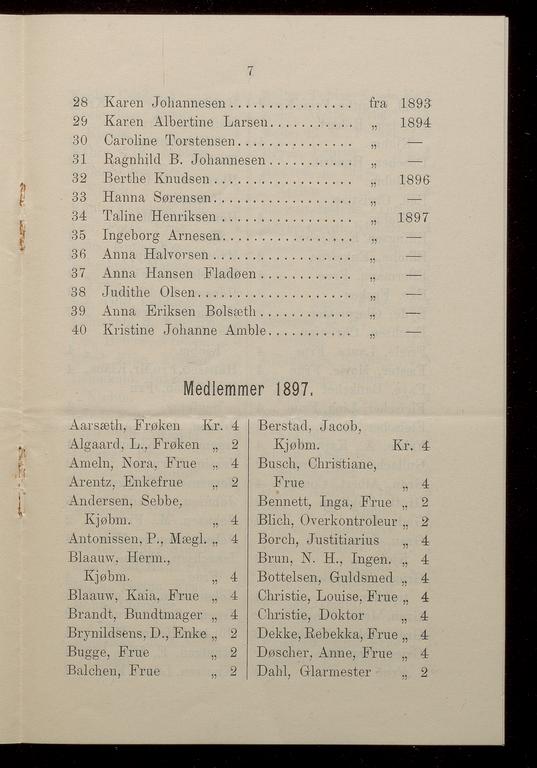 7
28 Karen Johannesen . . . . . . . . . . . . . . . . fra 1893
29 Karen Albertine Larsen . . . . . . . . . . . „ 1894
30 Caroline Torstensen . . . . . . . . . . . . . . . „ —
31 Ragnhild B. Johannesen . . . . . . . . . . . „ —
32 Berthe Knudsen . . . . . . . . . . . . . . . . . . „ 1896
33 Hanna Sørensen . . . . . . . . . . . . . . . . . . „ —
34 Taline Henriksen . . . . . . . . . . . . . . . . . „ 1897
35 Ingeborg Arnesen . . . . . . . . . . . . . . . . . „ —
36 Anna Halvorsen . . . . . . . . . . . . . . . . . . „ —
37 Anna Hansen Fladøen . . . . . . . . . . . . „ —
38 Judithe Olsen . . . . . . . . . . . . . . . . . . . . „ —
39 Anna Eriksen Bolsæth . . . . . . . . . . . . „ —
40 Kristine Johanne Amble . . . . . . . . . . . „ —
Medlemmer 1897.
Aarsæth, Frøken Kr. 4
Algaard, L., Frøken „ 2
Ameln, Nora, Frue „ 4
Arentz, Enkefrue „ 2
Andersen, Sebbe,
Kjøbm. „ 4
Antonissen, P., Mægl. „ 4
Blaauw, Herm.,
Kjøbm. „ 4
Blaauw, Kaia, Frue „ 4
Brandt, Bundtmager „ 4
Brynildsens, D., Enke „ 2
Bugge, Frue „ 2
Balchen, Frue „ 2
Berstad, Jacob,
Kjøbm. Kr. 4
Busch, Christiane,
Frue „ 4
Bennett, Inga, Frue „ 2
Blich, Overkontroleur „ 2
Borch, Justitiarius „ 4
Brun, N. H., Ingen. „ 4
Bottelsen, Guldsmed „ 4
Christie, Louise, Frue „ 4
Christie, Doktor „ 4
Dekke, Rebekka, Frue „ 4
Døscher, Anne, Frue „ 4
Dahl, Glarmester „ 2